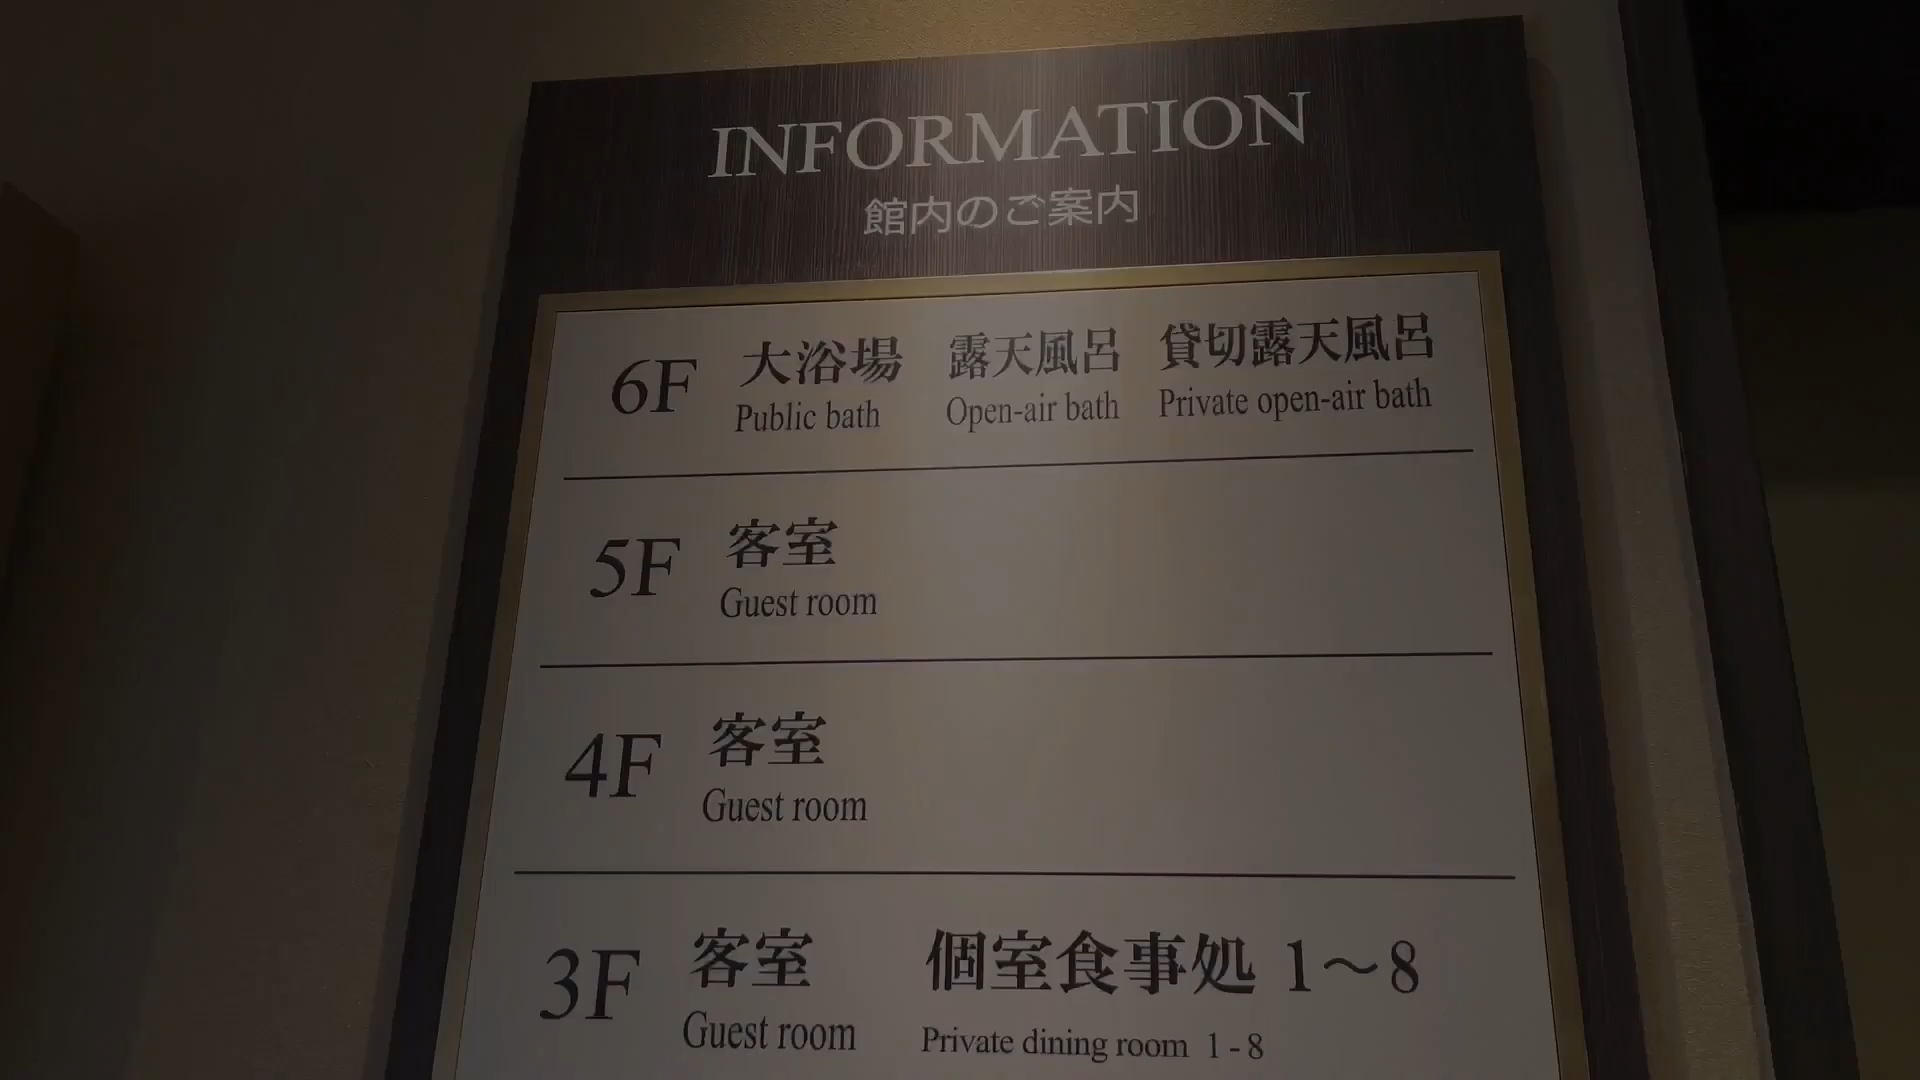 INFORMATION
館内のご案内
6F 大浴場 露天風呂 貸切露天風呂
Public bath Open-air bath Private open-air bath
5F 客室
Guest room
4F 客室
Guest room
3F 客室 個室食事処 1〜8
Guest room Private dining room 1 - 8